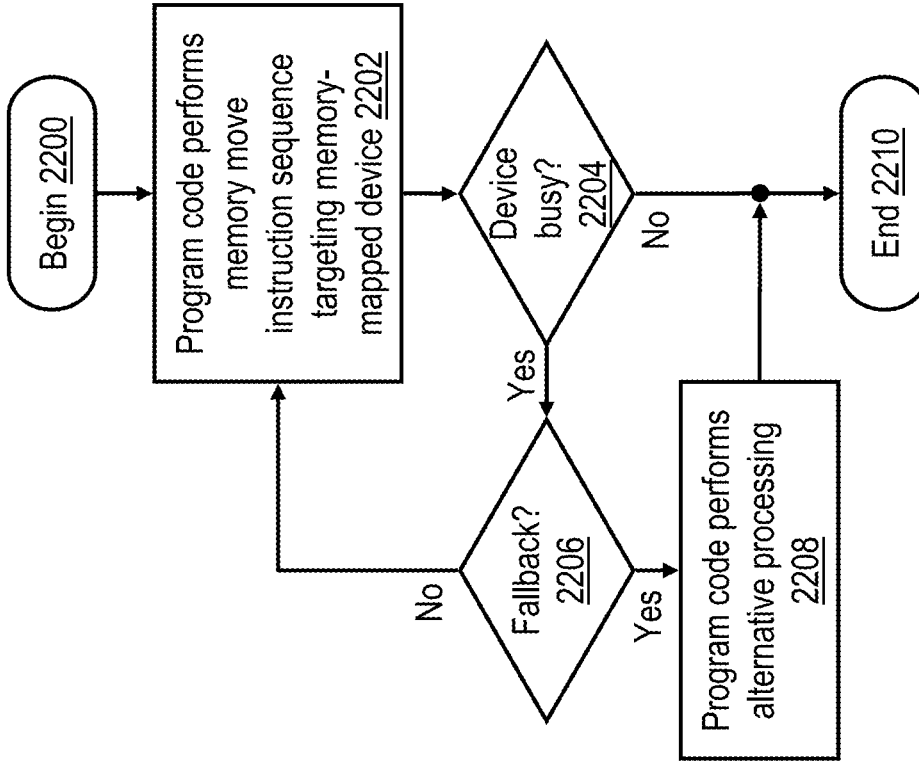 Begin 2200
Program code performs
memory move
instruction sequence
targeting memory-
mapped device 2202
Device
busy?
2204
Yes
No
Fallback?
2206
No
Yes
Program code performs
alternative processing
2208
End 2210